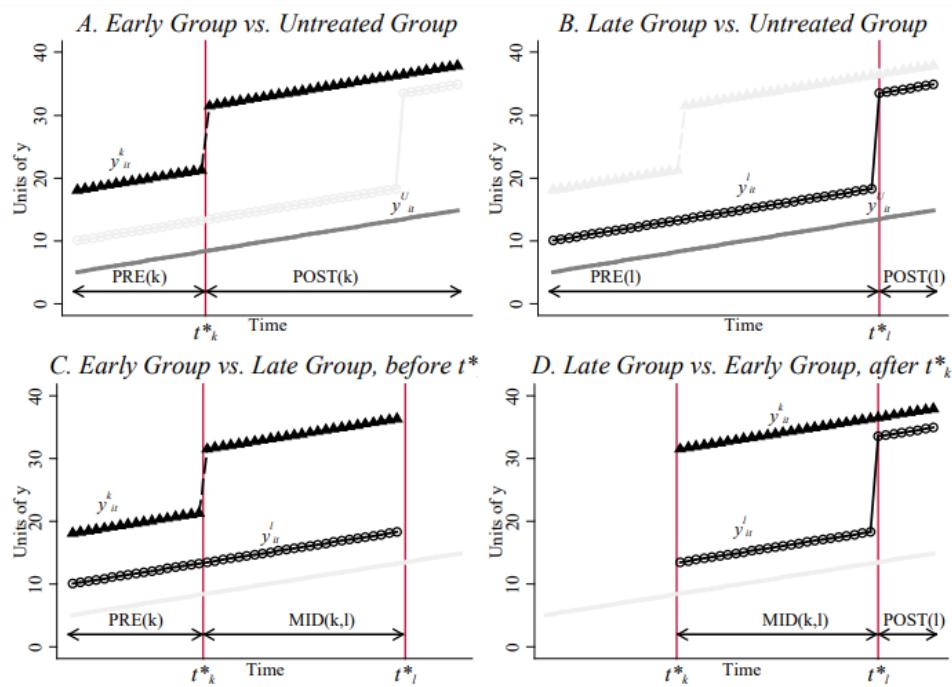 A. Early Group vs. Untreated Group
Units of y
0 10 20 30 40
y^k_it
y^U_it
PRE(k) POST(k)
t*_k Time
B. Late Group vs. Untreated Group
Units of y
0 10 20 30 40
y^l_it
y^U_it
PRE(l) POST(l)
Time t*_l
C. Early Group vs. Late Group, before t*
Units of y
0 10 20 30 40
y^k_it
y^l_it
PRE(k) MID(k,l)
t*_k Time t*_l
D. Late Group vs. Early Group, after t*_k
Units of y
0 10 20 30 40
y^k_it
y^l_it
MID(k,l) POST(l)
t*_k Time t*_l